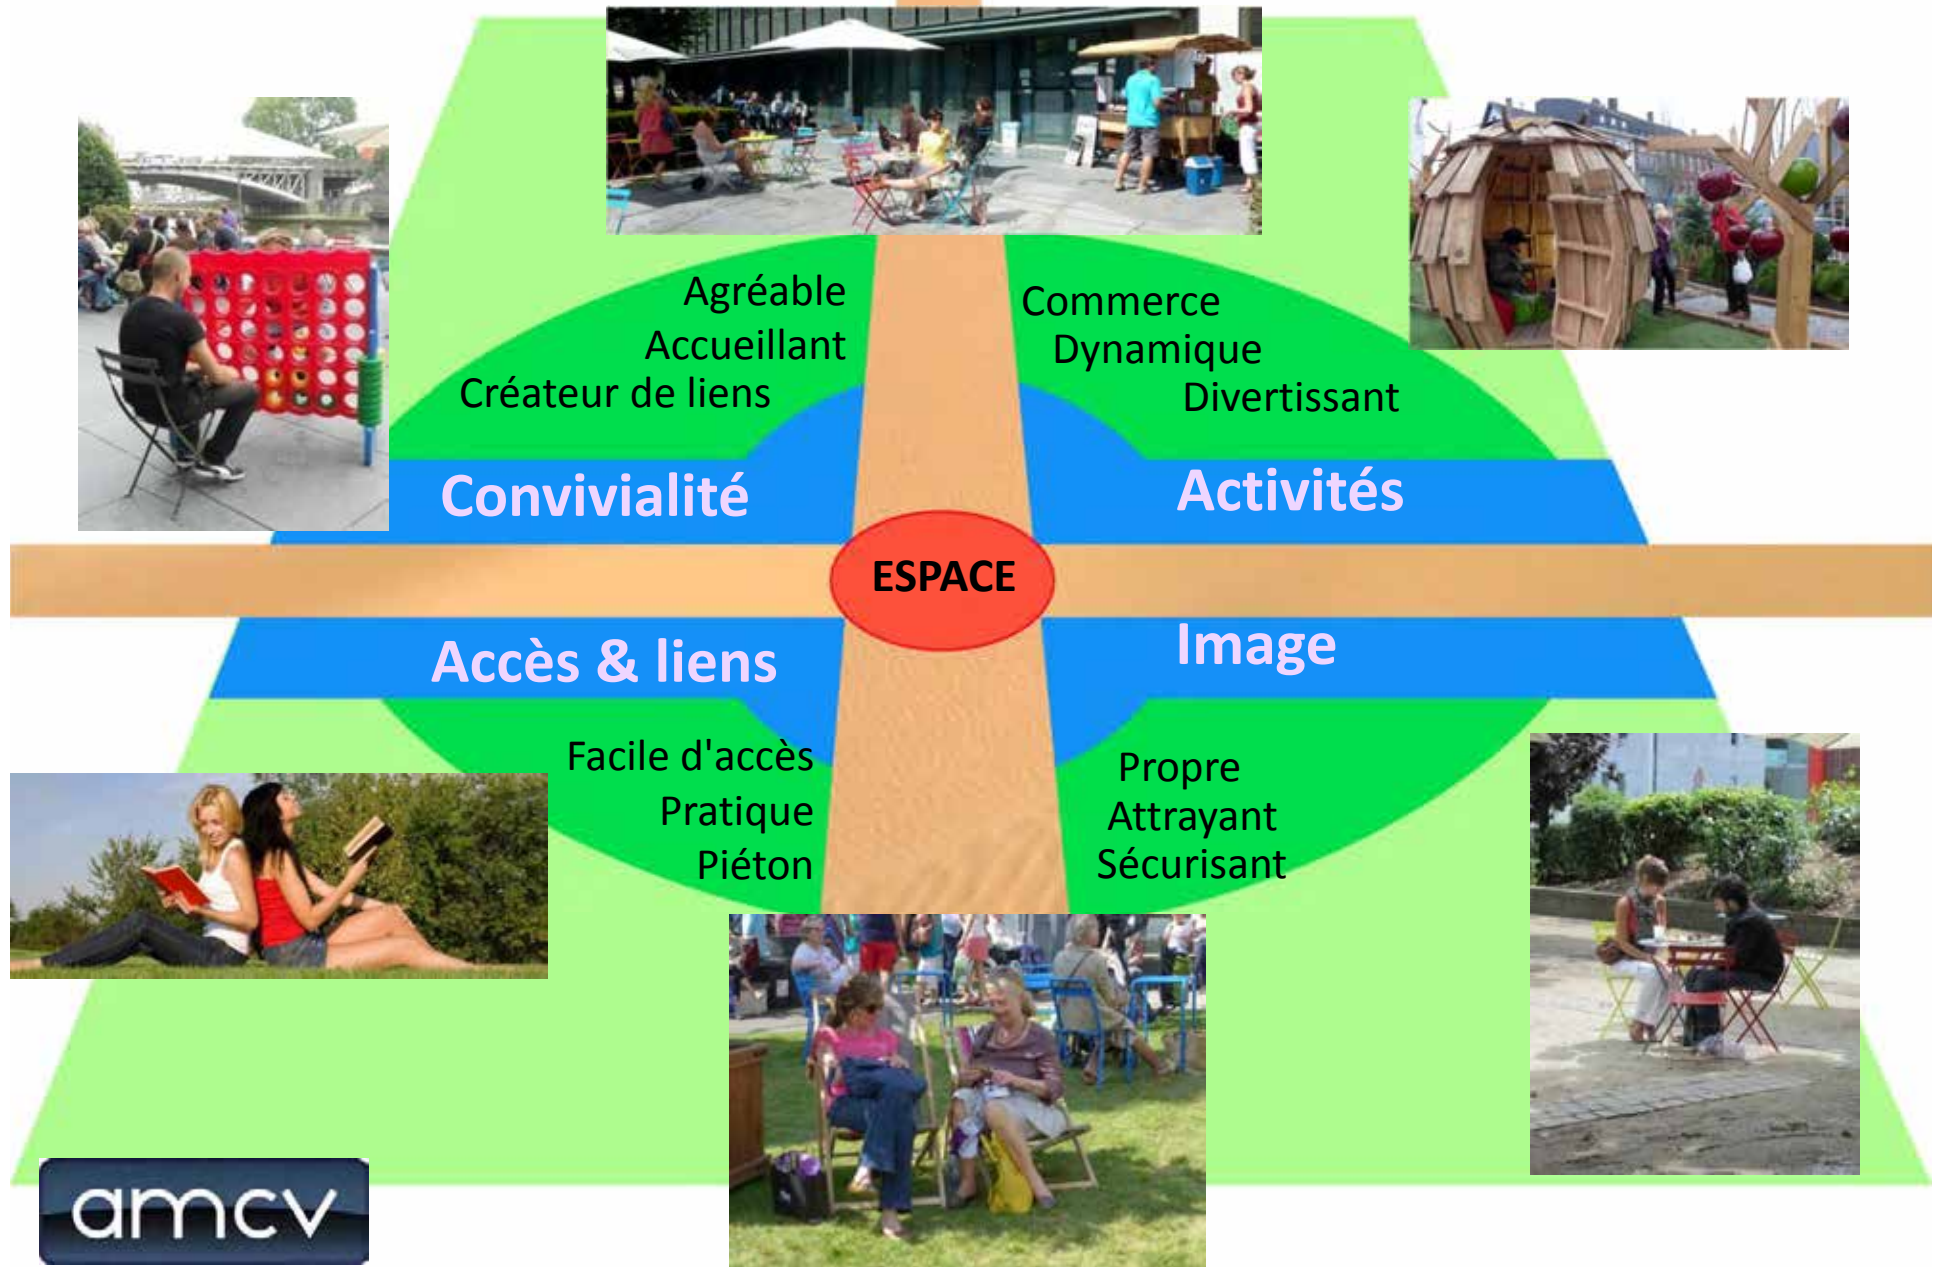 Agréable
Accueillant
Créateur de liens
Commerce
Dynamique
Divertissant
Convivialité
Activités
ESPACE
Accès & liens
Image
Facile d'accès
Pratique
Piéton
Propre
Attrayant
Sécurisant
amcv